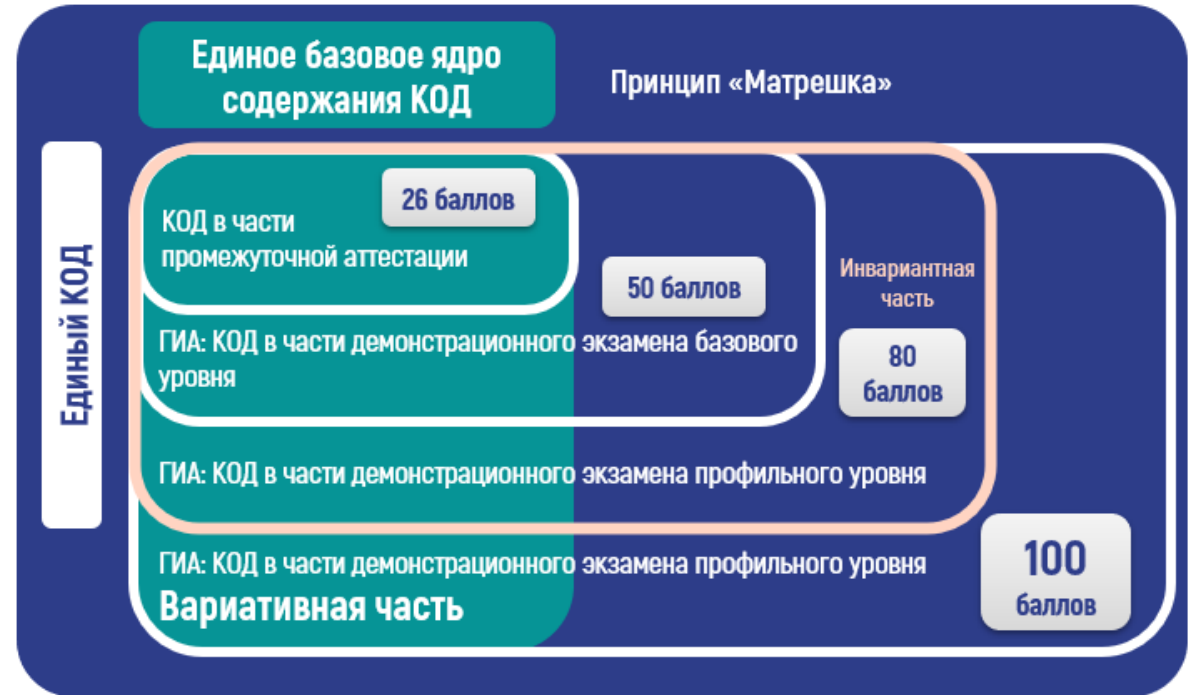 Единое базовое ядро
содержания КОД
Принцип «Матрешка»
Единый КОД
26 баллов
КОД в части
промежуточной аттестации
50 баллов
ГИА: КОД в части демонстрационного экзамена базового
уровня
Инвариантная
часть
80
баллов
ГИА: КОД в части демонстрационного экзамена профильного уровня
ГИА: КОД в части демонстрационного экзамена профильного уровня
Вариативная часть
100
баллов